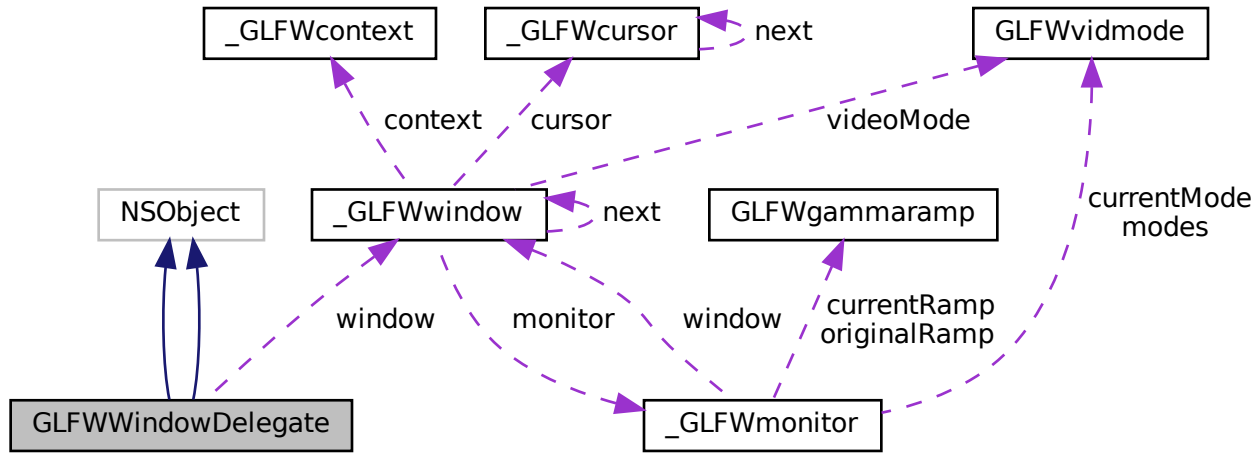 _GLFWcontext
_GLFWcursor
next
GLFWvidmode
context
cursor
videoMode
NSObject
_GLFWwindow
next
GLFWgammaramp
currentMode
modes
window
monitor
window
currentRamp
originalRamp
GLFWWindowDelegate
_GLFWmonitor